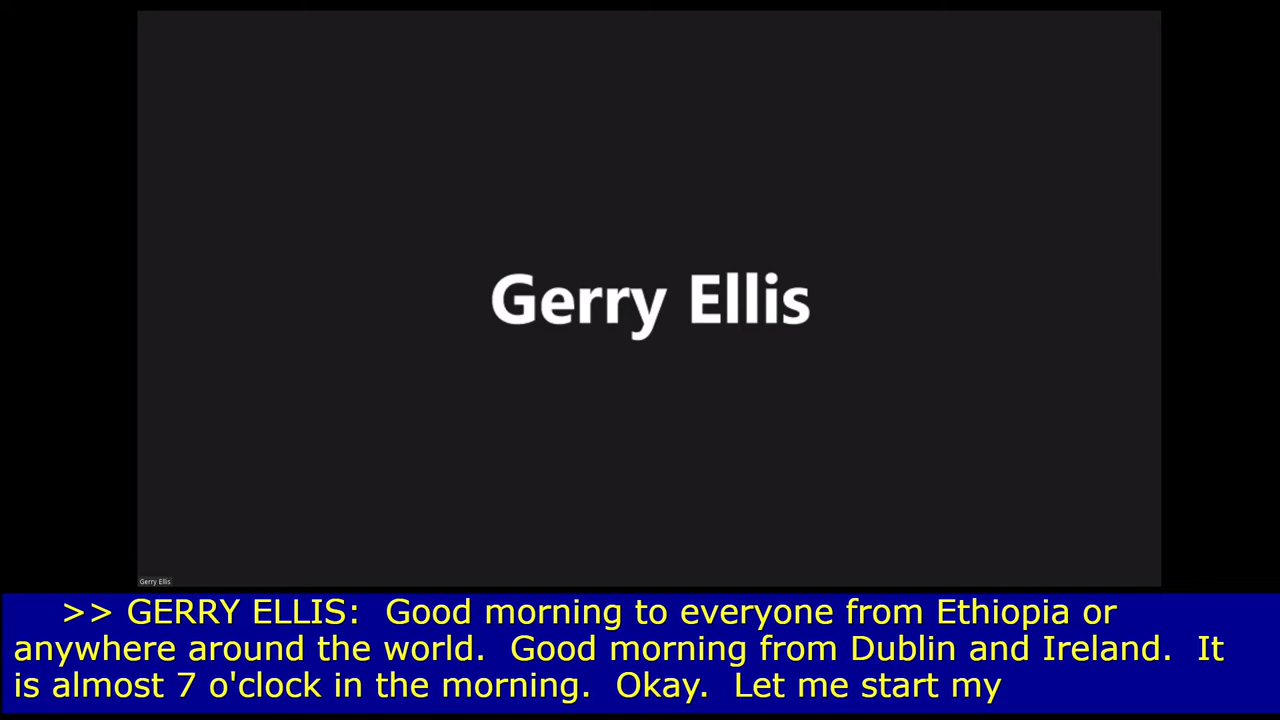 Gerry Ellis
Gerry Ellis
>> GERRY ELLIS:  Good morning to everyone from Ethiopia or
anywhere around the world.  Good morning from Dublin and Ireland.  It
is almost 7 o'clock in the morning.  Okay.  Let me start my